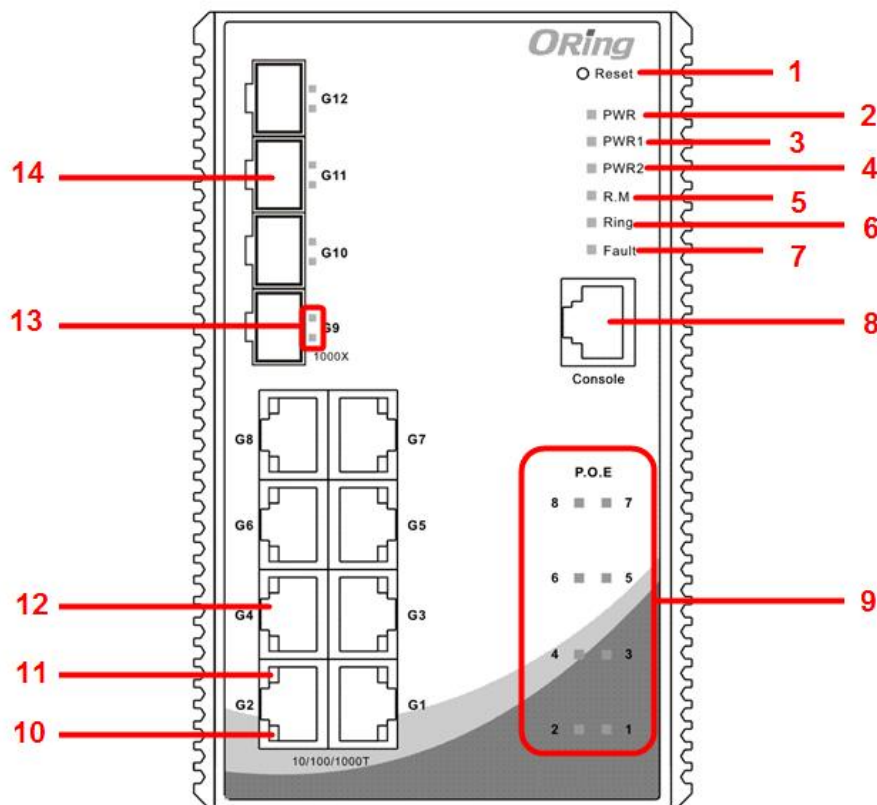 ORing
Reset 1
G12
PWR 2
PWR1 3
14 G11
PWR2 4
R.M 5
Ring 6
G10
Fault 7
13 G9
8
1000X
Console
G8 G7
P.O.E
8 7
G6 G5
6 5
12 G4 G3
9
4 3
11
G2 G1
10
2 1
10/100/1000T